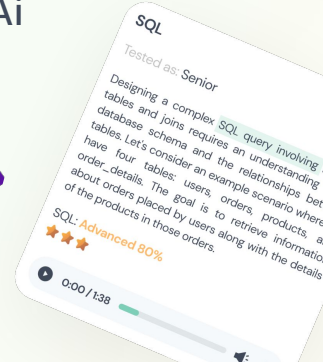 Ai
SQL
Tested as: Senior
Designing a complex SQL query involving
tables and joins requires an understanding
database schema and the relationships bet
tables. Let's consider an example scenario where
have four tables: users, orders, products, a
order_details. The goal is to retrieve informatio
about orders placed by users along with the details
of the products in those orders.
SQL: Advanced 80%
0:00 / 1:38